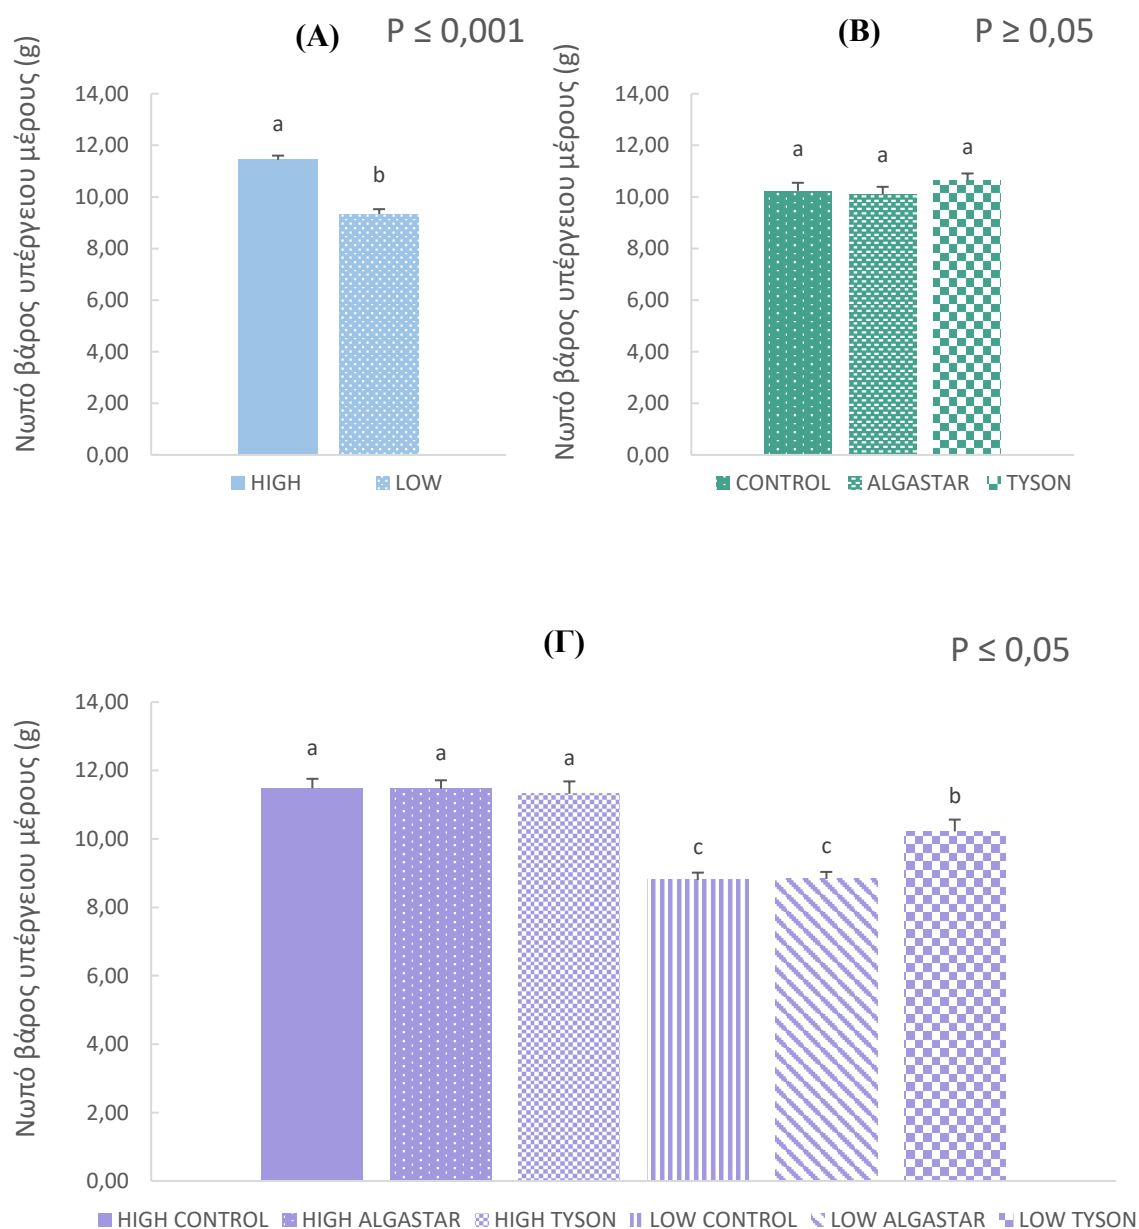 (Α) P ≤ 0,001
Νωπό βάρος υπέργειου μέρους (g)
14,00
12,00
10,00
8,00
6,00
4,00
2,00
0,00
a
b
HIGH LOW
(Β) P ≥ 0,05
Νωπό βάρος υπέργειου μέρους (g)
14,00
12,00
10,00
8,00
6,00
4,00
2,00
0,00
a a a
CONTROL ALGASTAR TYSON
(Γ) P ≤ 0,05
Νωπό βάρος υπέργειου μέρους (g)
14,00
12,00
10,00
8,00
6,00
4,00
2,00
0,00
a a a c c b
HIGH CONTROL HIGH ALGASTAR HIGH TYSON LOW CONTROL LOW ALGASTAR LOW TYSON